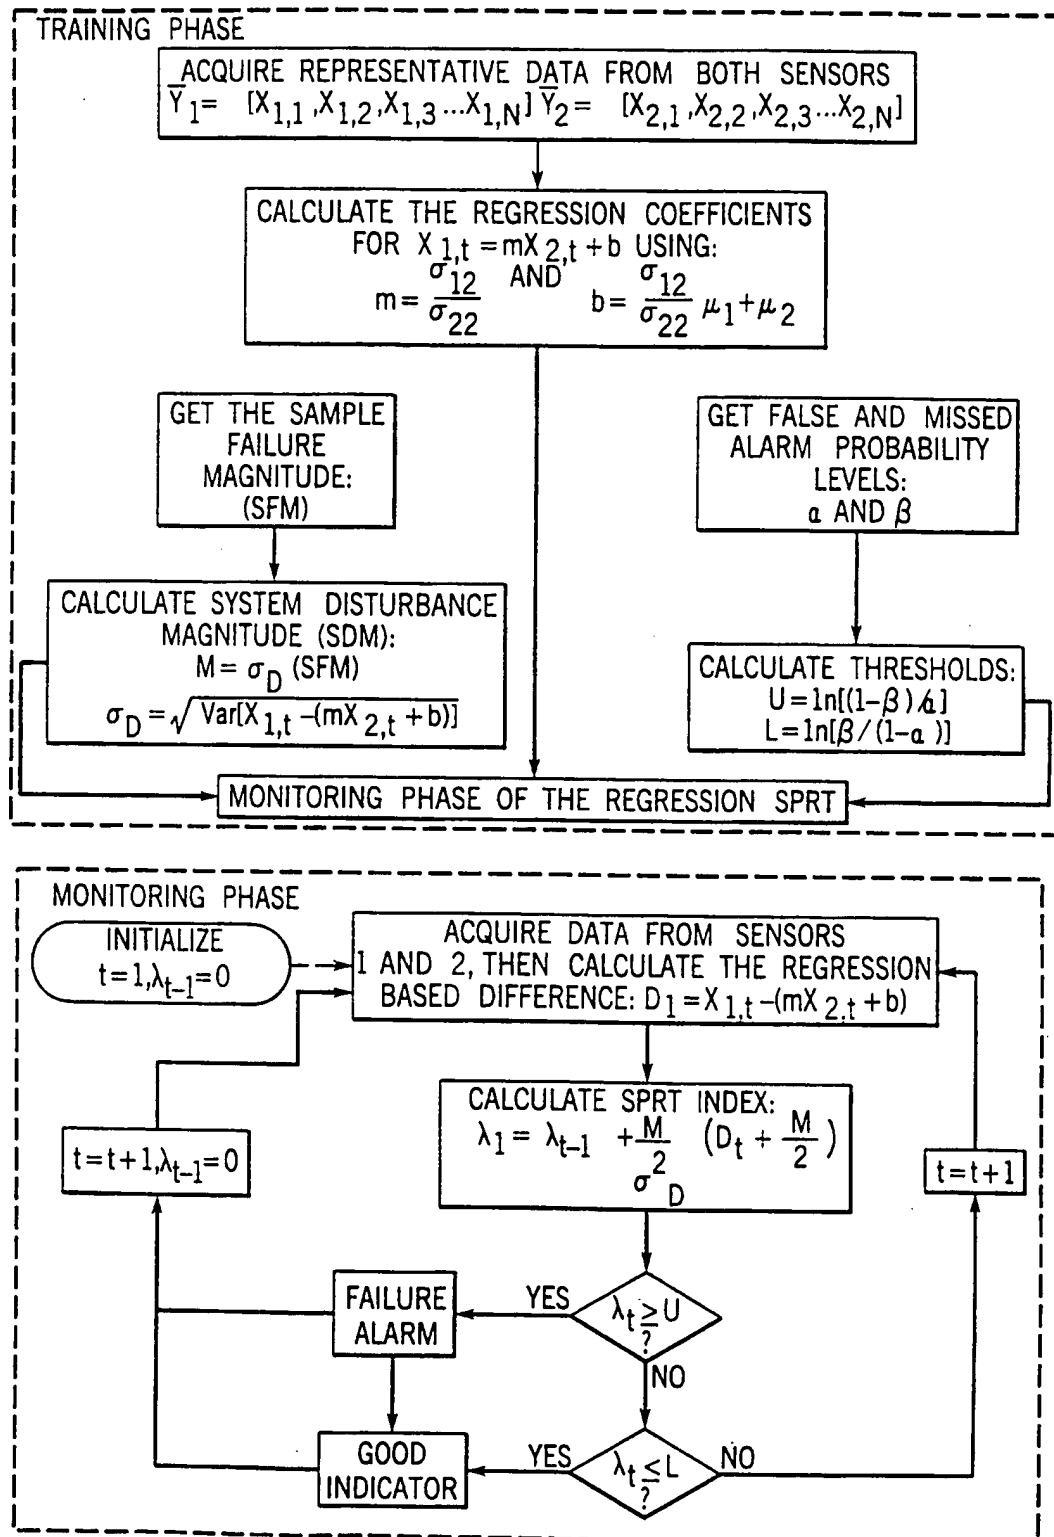 TRAINING PHASE
ACQUIRE REPRESENTATIVE DATA FROM BOTH SENSORS
Y̅1= [X1,1,X1,2,X1,3...X1,N] Y̅2= [X2,1,X2,2,X2,3...X2,N]
CALCULATE THE REGRESSION COEFFICIENTS
FOR X1,t=mX2,t+b USING:
m=σ12/σ22 AND b=σ12/σ22 μ1+μ2
GET THE SAMPLE
FAILURE
MAGNITUDE:
(SFM)
GET FALSE AND MISSED
ALARM PROBABILITY
LEVELS:
α AND β
CALCULATE SYSTEM DISTURBANCE
MAGNITUDE (SDM):
M=σD (SFM)
σD=√Var[X1,t-(mX2,t+b)]
CALCULATE THRESHOLDS:
U=ln[(1-β)/α]
L=ln[β/(1-α)]
MONITORING PHASE OF THE REGRESSION SPRT
MONITORING PHASE
INITIALIZE
t=1,λt-1=0
ACQUIRE DATA FROM SENSORS
1 AND 2, THEN CALCULATE THE REGRESSION
BASED DIFFERENCE: D1=X1,t-(mX2,t+b)
CALCULATE SPRT INDEX:
λ1= λt-1 +M/σ²D (Dt+M/2)
t=t+1,λt-1=0
t=t+1
FAILURE
ALARM
YES
λt≥U
?
NO
GOOD
INDICATOR
YES
λt≤L
?
NO